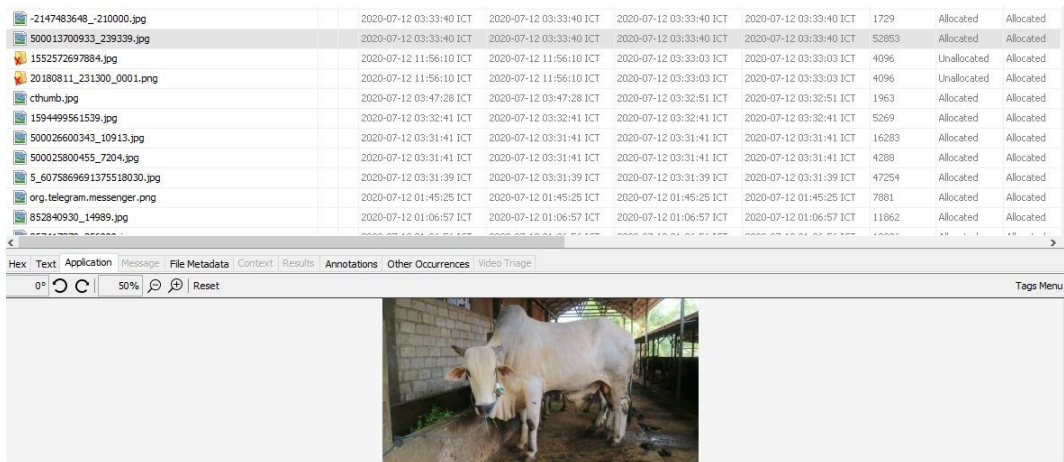 -2147483648_-210000.jpg 2020-07-12 03:33:40 ICT 2020-07-12 03:33:40 ICT 2020-07-12 03:33:40 ICT 2020-07-12 03:33:40 ICT 1729 Allocated Allocated
500013700933_239339.jpg 2020-07-12 03:33:40 ICT 2020-07-12 03:33:40 ICT 2020-07-12 03:33:40 ICT 2020-07-12 03:33:40 ICT 52853 Allocated Allocated
1552572697884.jpg 2020-07-12 11:56:10 ICT 2020-07-12 11:56:10 ICT 2020-07-12 03:33:03 ICT 2020-07-12 03:33:03 ICT 4096 Unallocated Allocated
20180811_231300_0001.png 2020-07-12 11:56:10 ICT 2020-07-12 11:56:10 ICT 2020-07-12 03:33:03 ICT 2020-07-12 03:33:03 ICT 4096 Unallocated Allocated
cthumb.jpg 2020-07-12 03:47:28 ICT 2020-07-12 03:47:28 ICT 2020-07-12 03:32:51 ICT 2020-07-12 03:32:51 ICT 1963 Allocated Allocated
1594499561539.jpg 2020-07-12 03:32:41 ICT 2020-07-12 03:32:41 ICT 2020-07-12 03:32:41 ICT 2020-07-12 03:32:41 ICT 5269 Allocated Allocated
500026600343_10913.jpg 2020-07-12 03:31:41 ICT 2020-07-12 03:31:41 ICT 2020-07-12 03:31:41 ICT 2020-07-12 03:31:41 ICT 16283 Allocated Allocated
500025800455_7204.jpg 2020-07-12 03:31:41 ICT 2020-07-12 03:31:41 ICT 2020-07-12 03:31:41 ICT 2020-07-12 03:31:41 ICT 4288 Allocated Allocated
5_6075869691375518030.jpg 2020-07-12 03:31:39 ICT 2020-07-12 03:31:39 ICT 2020-07-12 03:31:39 ICT 2020-07-12 03:31:39 ICT 47254 Allocated Allocated
org.telegram.messenger.png 2020-07-12 01:45:25 ICT 2020-07-12 01:45:25 ICT 2020-07-12 01:45:25 ICT 2020-07-12 01:45:25 ICT 7881 Allocated Allocated
852840930_14989.jpg 2020-07-12 01:06:57 ICT 2020-07-12 01:06:57 ICT 2020-07-12 01:06:57 ICT 2020-07-12 01:06:57 ICT 11862 Allocated Allocated
Hex Text Application Message File Metadata Context Results Annotations Other Occurrences Video Triage
0° 50% Reset Tags Menu